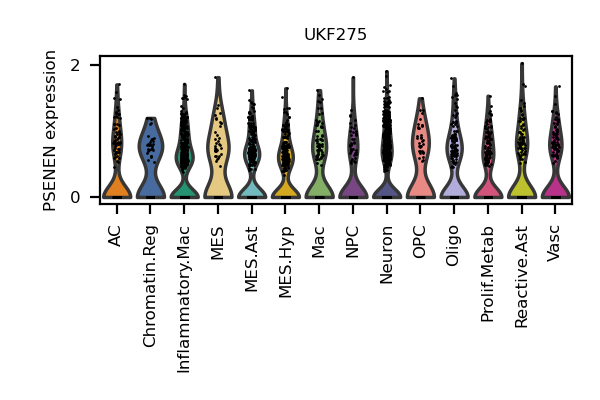 UKF275
PSENEN expression
2
0
AC
Chromatin.Reg
Inflammatory.Mac
MES
MES.Ast
MES.Hyp
Mac
NPC
Neuron
OPC
Oligo
Prolif.Metab
Reactive.Ast
Vasc